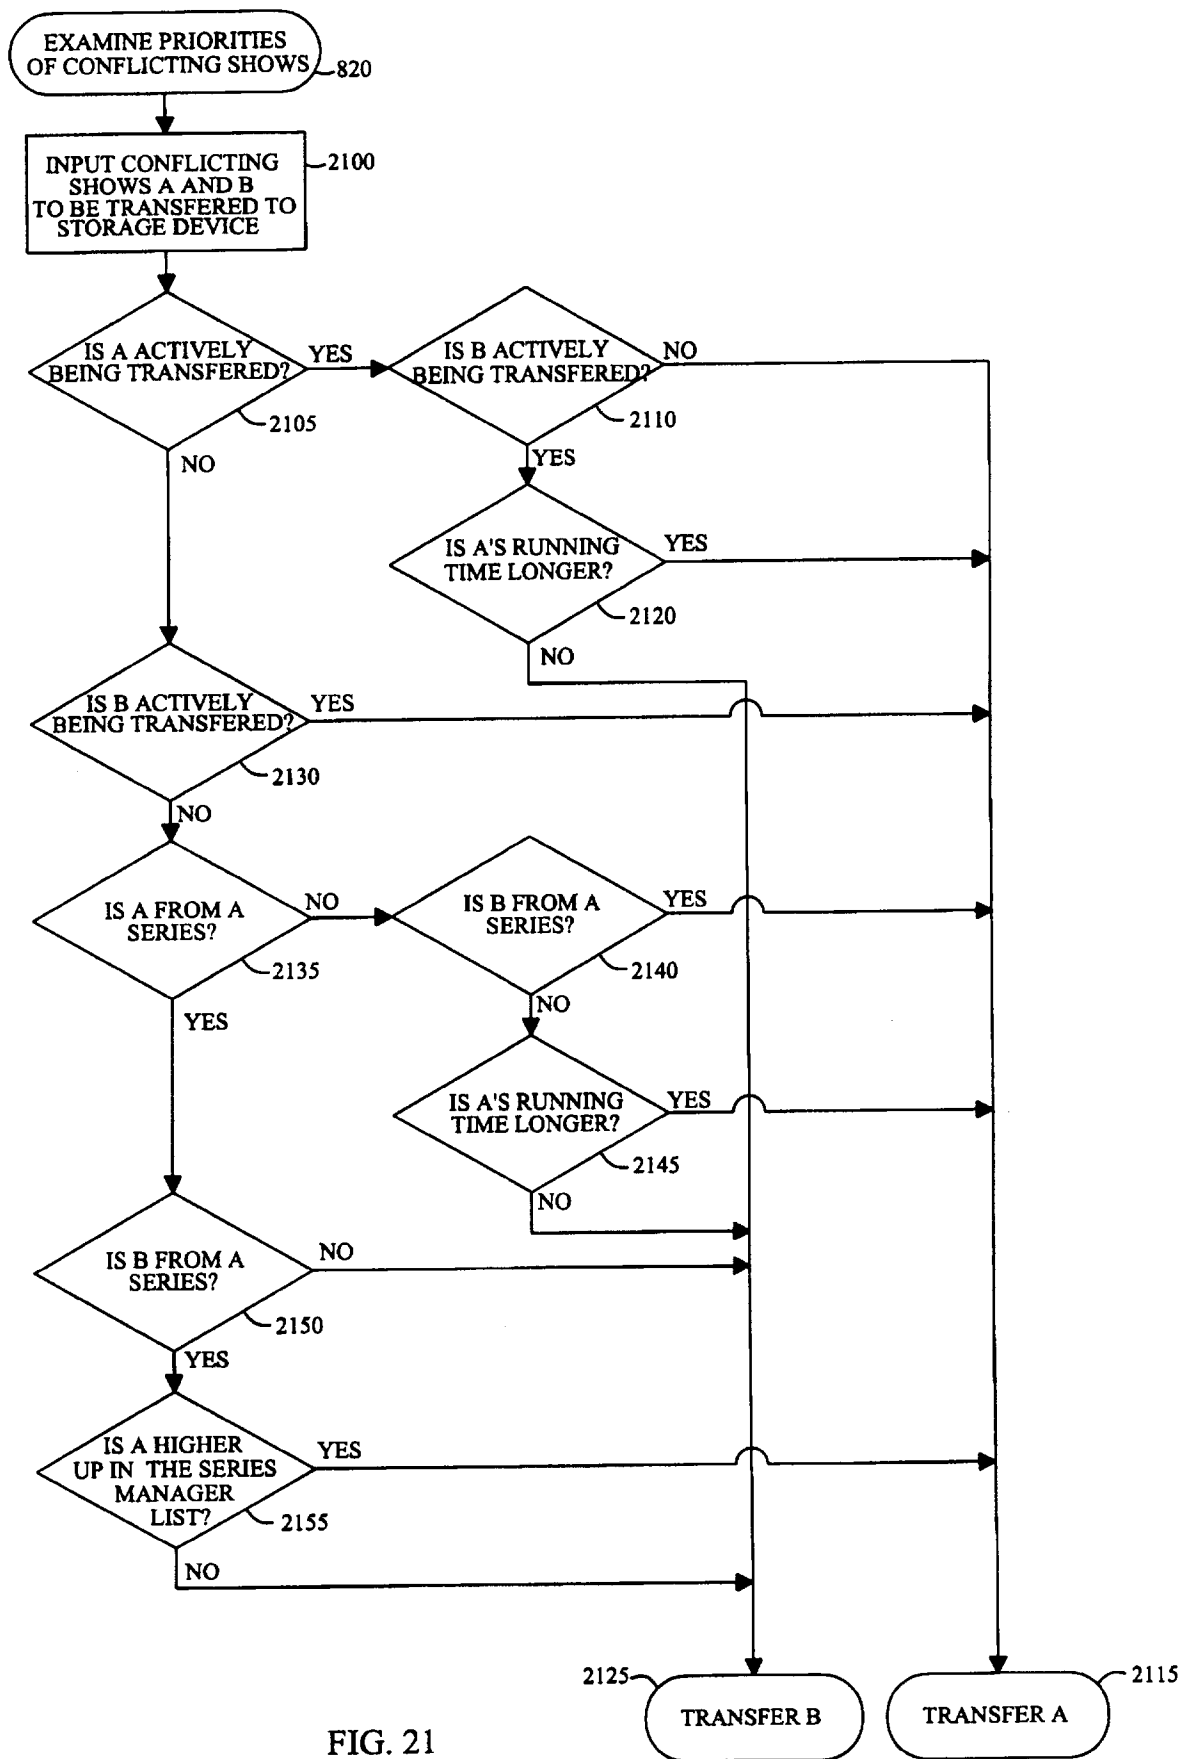 EXAMINE PRIORITIES
OF CONFLICTING SHOWS
820
INPUT CONFLICTING
SHOWS A AND B
TO BE TRANSFERED TO
STORAGE DEVICE
2100
IS A ACTIVELY
BEING TRANSFERED?
YES
2105
NO
IS B ACTIVELY
BEING TRANSFERED?
NO
2110
YES
IS A'S RUNNING
TIME LONGER?
YES
2120
NO
IS B ACTIVELY
BEING TRANSFERED?
YES
2130
NO
IS A FROM A
SERIES?
NO
2135
YES
IS B FROM A
SERIES?
YES
2140
NO
IS A'S RUNNING
TIME LONGER?
YES
2145
NO
IS B FROM A
SERIES?
NO
2150
YES
IS A HIGHER
UP IN THE SERIES
MANAGER
LIST?
YES
2155
NO
2125
TRANSFER B
2115
TRANSFER A
FIG. 21